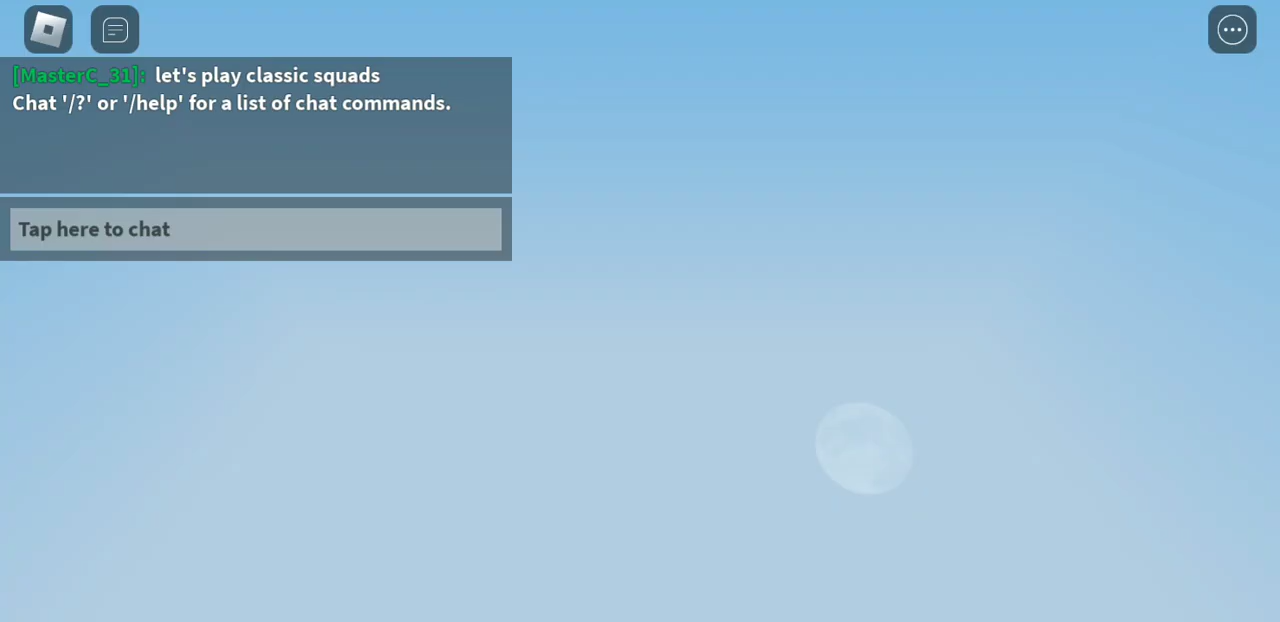 [MasterC_31]: let's play classic squads
Chat '/?' or '/help' for a list of chat commands.
Tap here to chat